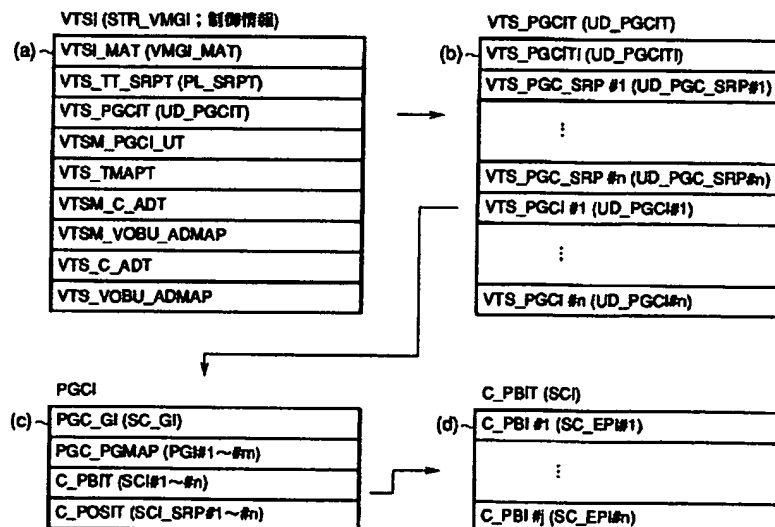 VTSI (STR_VMGI ; 制御情報)
(a)
VTSI_MAT (VMGI_MAT)
VTS_TT_SRPT (PL_SRPT)
VTS_PGCIT (UD_PGCIT)
VTSM_PGCI_UT
VTS_TMAPT
VTSM_C_ADT
VTSM_VOBU_ADMAP
VTS_C_ADT
VTS_VOBU_ADMAP
VTS_PGCIT (UD_PGCIT)
(b)
VTS_PGCITI (UD_PGCITI)
VTS_PGC_SRP #1 (UD_PGC_SRP#1)
⋮
VTS_PGC_SRP #n (UD_PGC_SRP#n)
VTS_PGCI #1 (UD_PGCI#1)
⋮
VTS_PGCI #n (UD_PGCI#n)
PGCI
(c)
PGC_GI (SC_GI)
PGC_PGMAP (PGI#1～#m)
C_PBIT (SCI#1～#n)
C_POSIT (SCI_SRP#1～#n)
C_PBIT (SCI)
(d)
C_PBI #1 (SC_EPI#1)
⋮
C_PBI #j (SC_EPI#n)